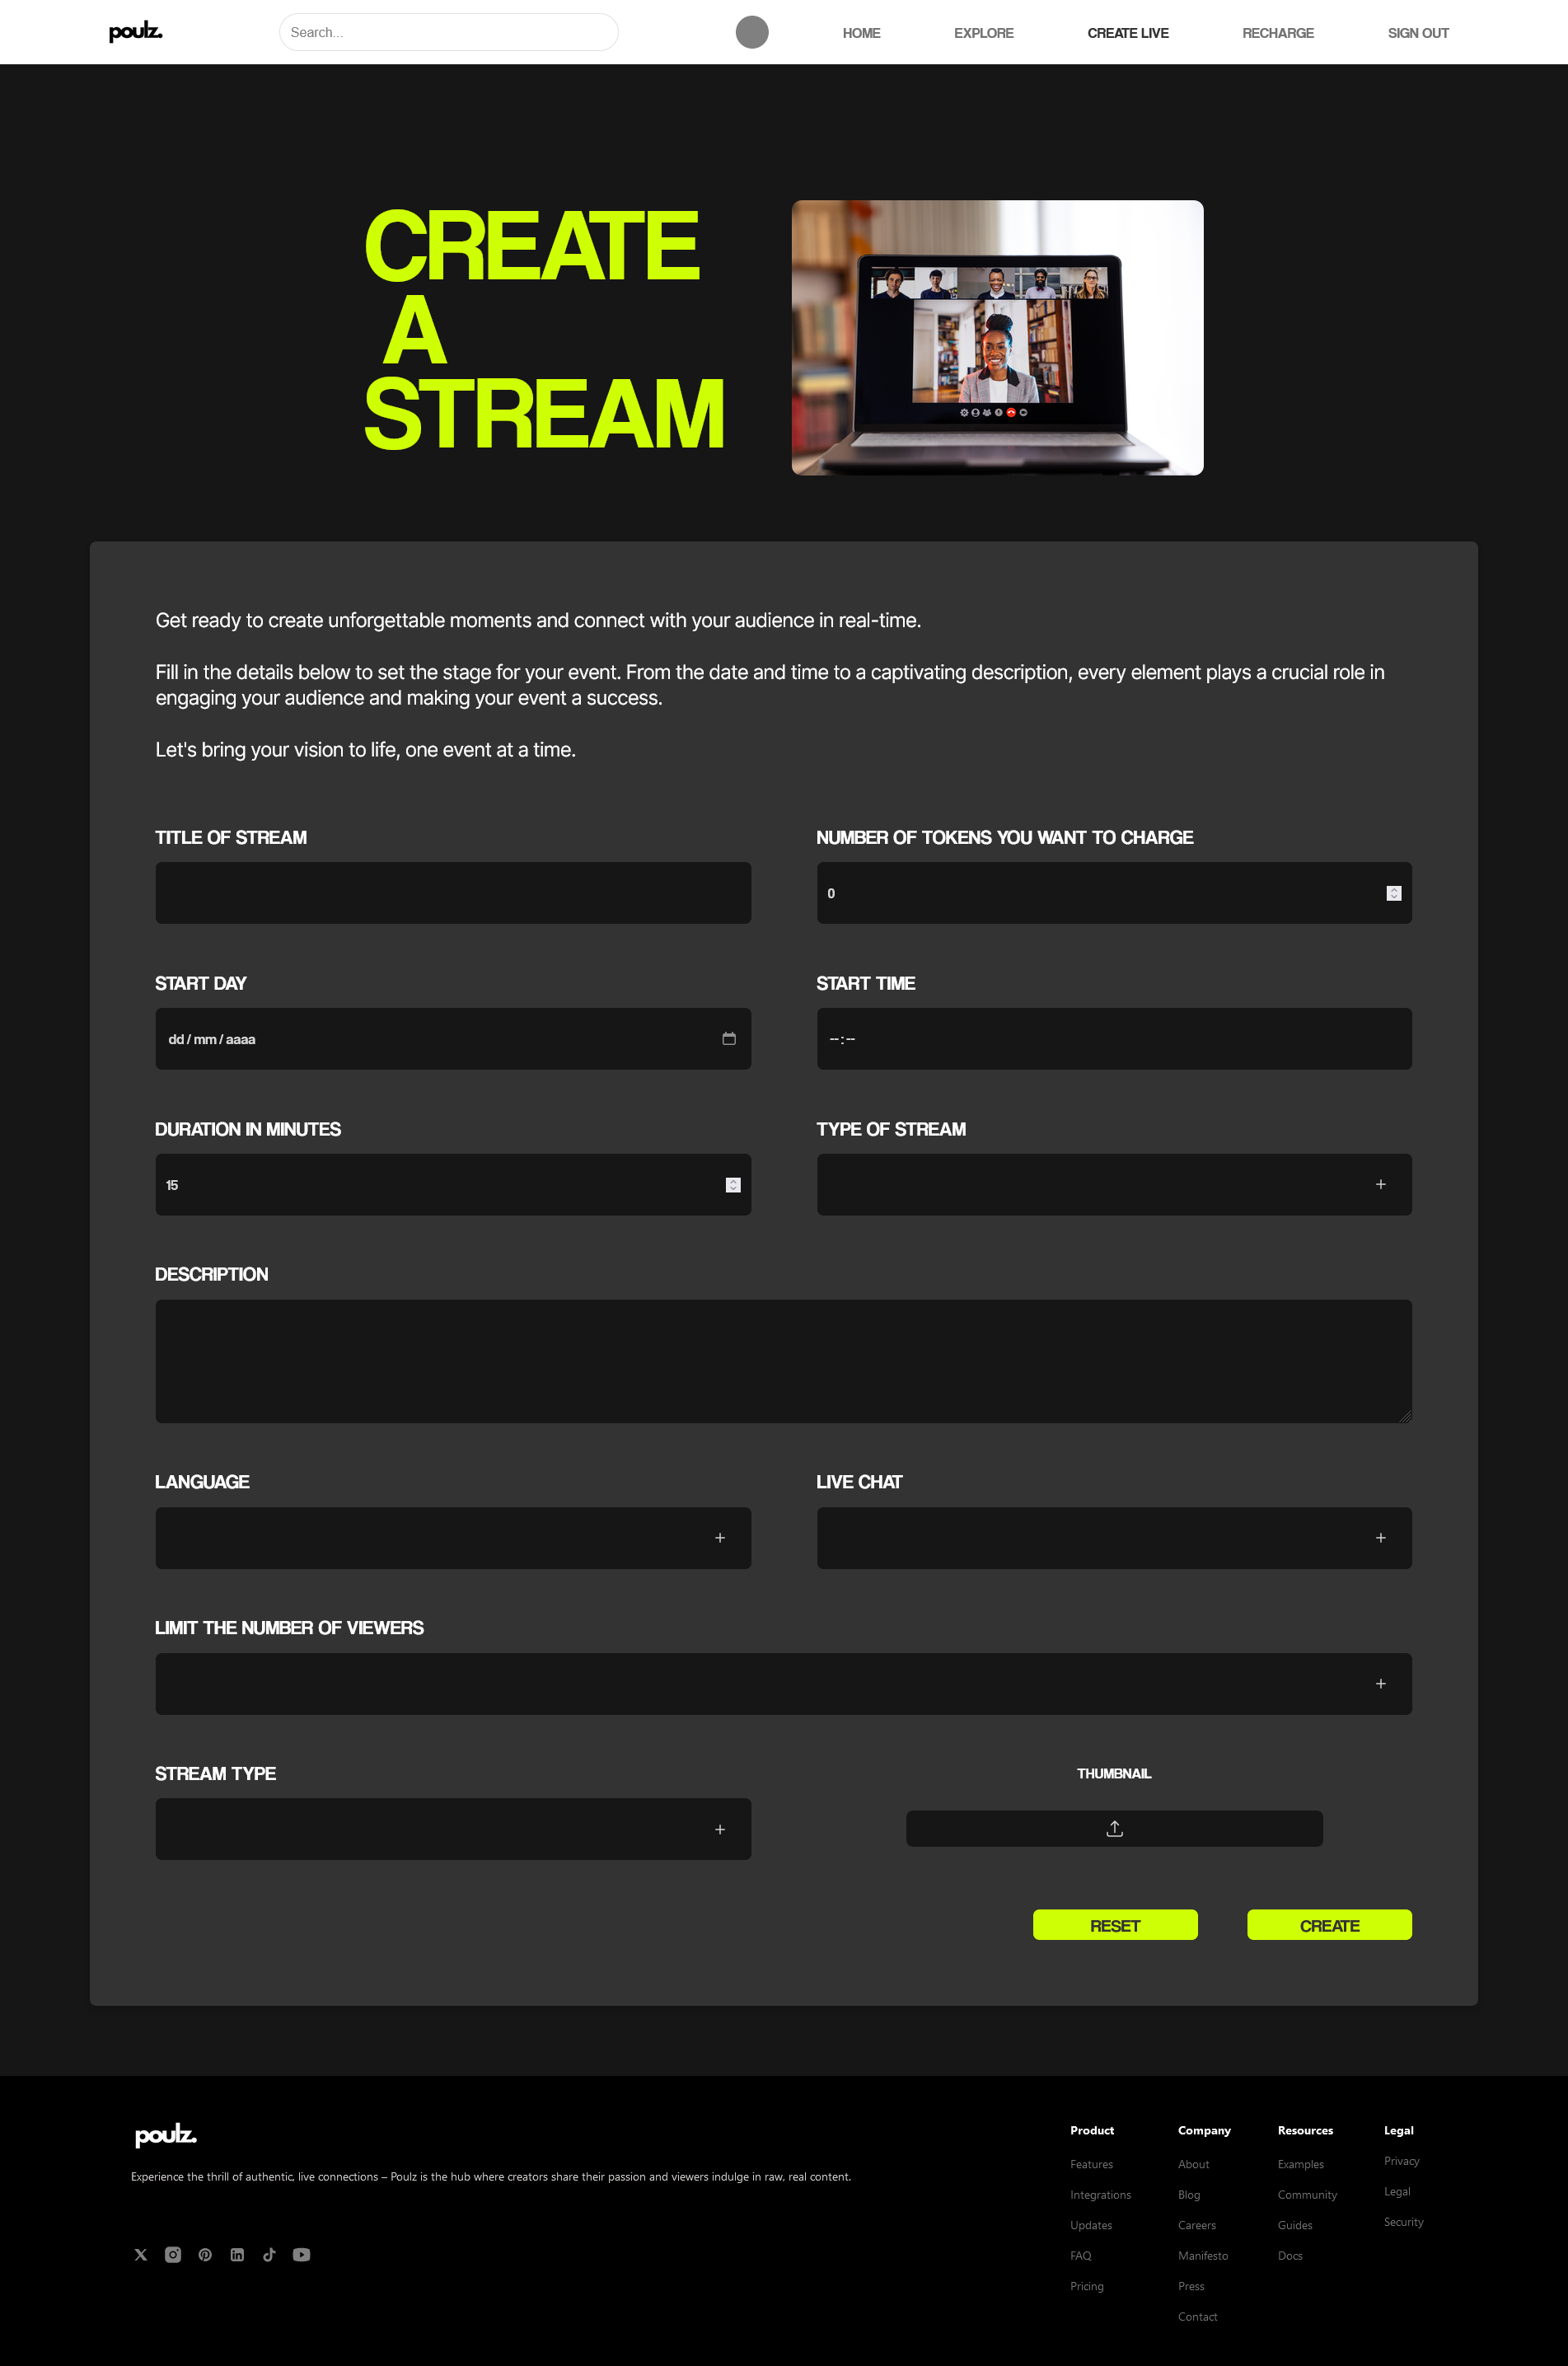 poulz.
Search...
HOME
EXPLORE
CREATE LIVE
RECHARGE
SIGN OUT
CREATE
A
STREAM
Get ready to create unforgettable moments and connect with your audience in real-time.
Fill in the details below to set the stage for your event. From the date and time to a captivating description, every element plays a crucial role in
engaging your audience and making your event a success.
Let's bring your vision to life, one event at a time.
TITLE OF STREAM
NUMBER OF TOKENS YOU WANT TO CHARGE
0
START DAY
START TIME
dd / mm / aaaa
--:--
DURATION IN MINUTES
TYPE OF STREAM
15
DESCRIPTION
LANGUAGE
LIVE CHAT
LIMIT THE NUMBER OF VIEWERS
STREAM TYPE
THUMBNAIL
RESET
CREATE
poulz.
Experience the thrill of authentic, live connections – Poulz is the hub where creators share their passion and viewers indulge in raw, real content.
Product
Features
Integrations
Updates
FAQ
Pricing
Company
About
Blog
Careers
Manifesto
Press
Contact
Resources
Examples
Community
Guides
Docs
Legal
Privacy
Legal
Security